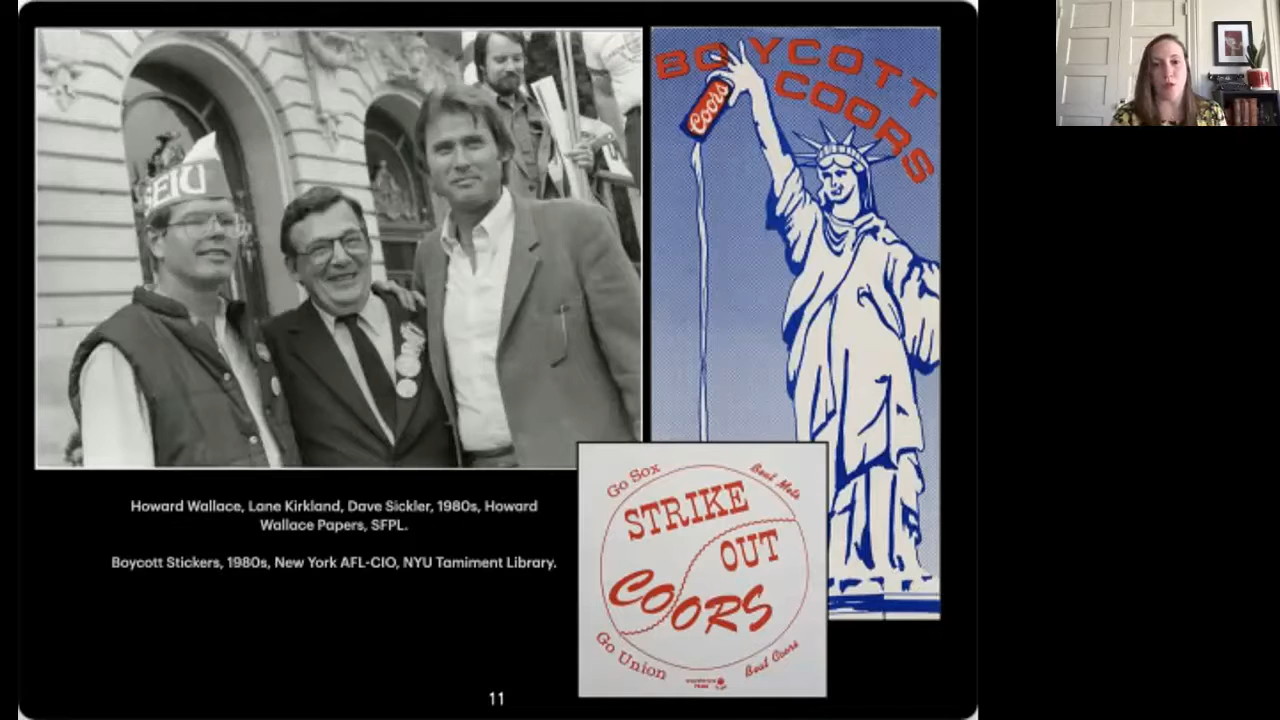 SEIU
BOYCOTT
COORS
Coors
Howard Wallace, Lane Kirkland, Dave Sickler, 1980s, Howard
Wallace Papers, SFPL.
Boycott Stickers, 1980s, New York AFL-CIO, NYU Tamiment Library.
Go Sox
Beat Mets
STRIKE
OUT
COORS
Go Union
Beat Coors
11